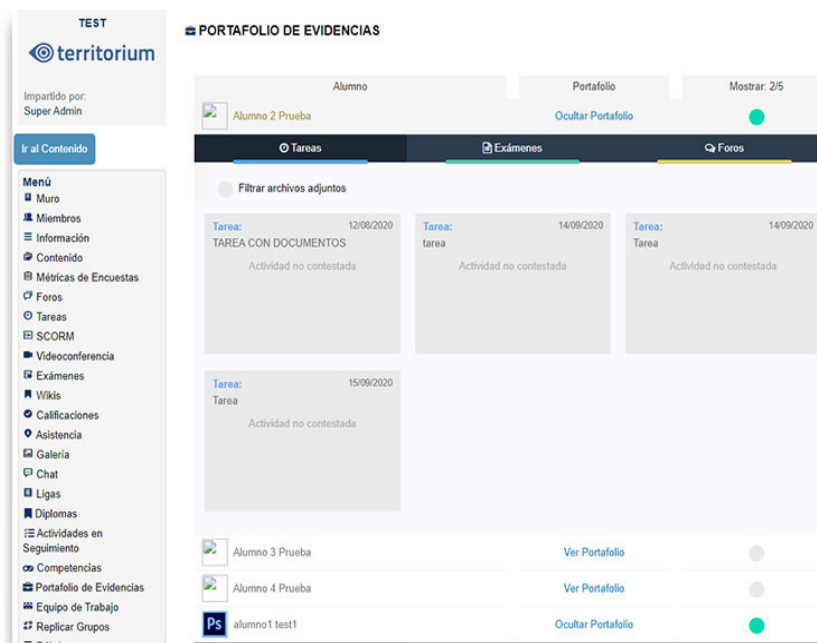 TEST
territorium
Impartido por:
Super Admin
Ir al Contenido
Menú
Muro
Miembros
Información
Contenido
Métricas de Encuestas
Foros
Tareas
SCORM
Videoconferencia
Exámenes
Wikis
Calificaciones
Asistencia
Galería
Chat
Ligas
Diplomas
Actividades en
Seguimiento
Competencias
Portafolio de Evidencias
Equipo de Trabajo
Replicar Grupos
PORTAFOLIO DE EVIDENCIAS
Alumno Portafolio Mostrar: 2/5
Alumno 2 Prueba Ocultar Portafolio
Tareas Exámenes Foros
Filtrar archivos adjuntos
Tarea: 12/08/2020
TAREA CON DOCUMENTOS
Actividad no contestada
Tarea: 14/09/2020
tarea
Actividad no contestada
Tarea: 14/09/2020
Tarea
Actividad no contestada
Tarea: 15/09/2020
Tarea
Actividad no contestada
Alumno 3 Prueba Ver Portafolio
Alumno 4 Prueba Ver Portafolio
Ps alumno1 test1 Ocultar Portafolio